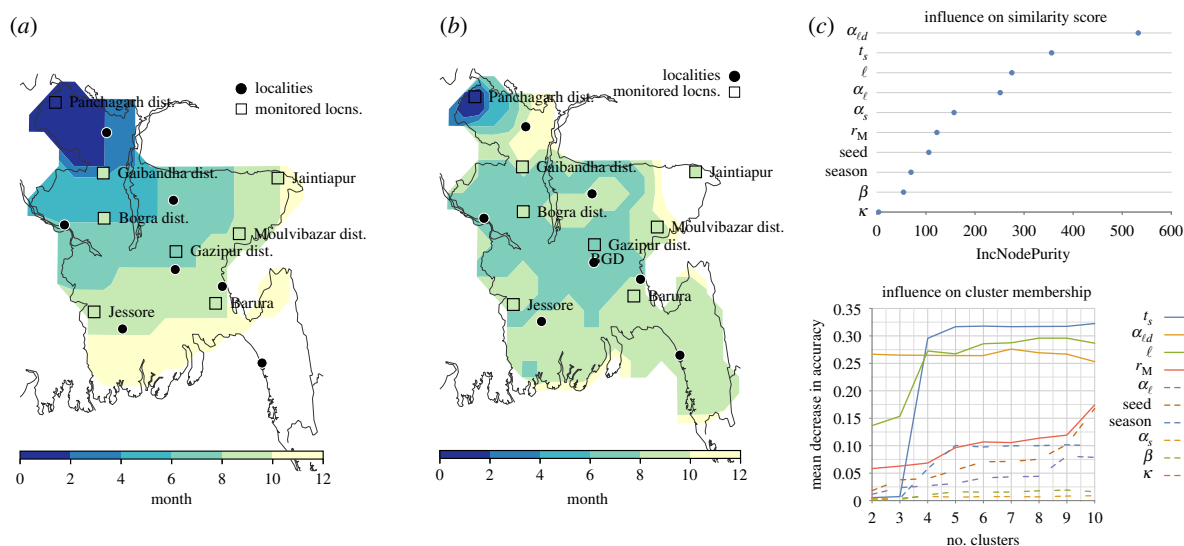 (a)
localities
monitored locns.
Panchagarh dist.
Gaibandha dist.
Jaintiapur
Bogra dist.
Moulvibazar dist.
Gazipur dist.
Jessore
Barura
0 2 4 6 8 10 12
month
(b)
localities
monitored locns.
Panchagarh dist.
Gaibandha dist.
Jaintiapur
Bogra dist.
Moulvibazar dist.
Gazipur dist.
BGD
Jessore
Barura
0 2 4 6 8 10 12
month
(c)
influence on similarity score
αℓd
ts
ℓ
αℓ
αs
rM
seed
season
β
κ
0 100 200 300 400 500 600
IncNodePurity
influence on cluster membership
mean decrease in accuracy
0.35
0.30
0.25
0.20
0.15
0.10
0.05
0
2 3 4 5 6 7 8 9 10
no. clusters
ts
αℓd
ℓ
rM
αℓ
seed
season
αs
β
κ